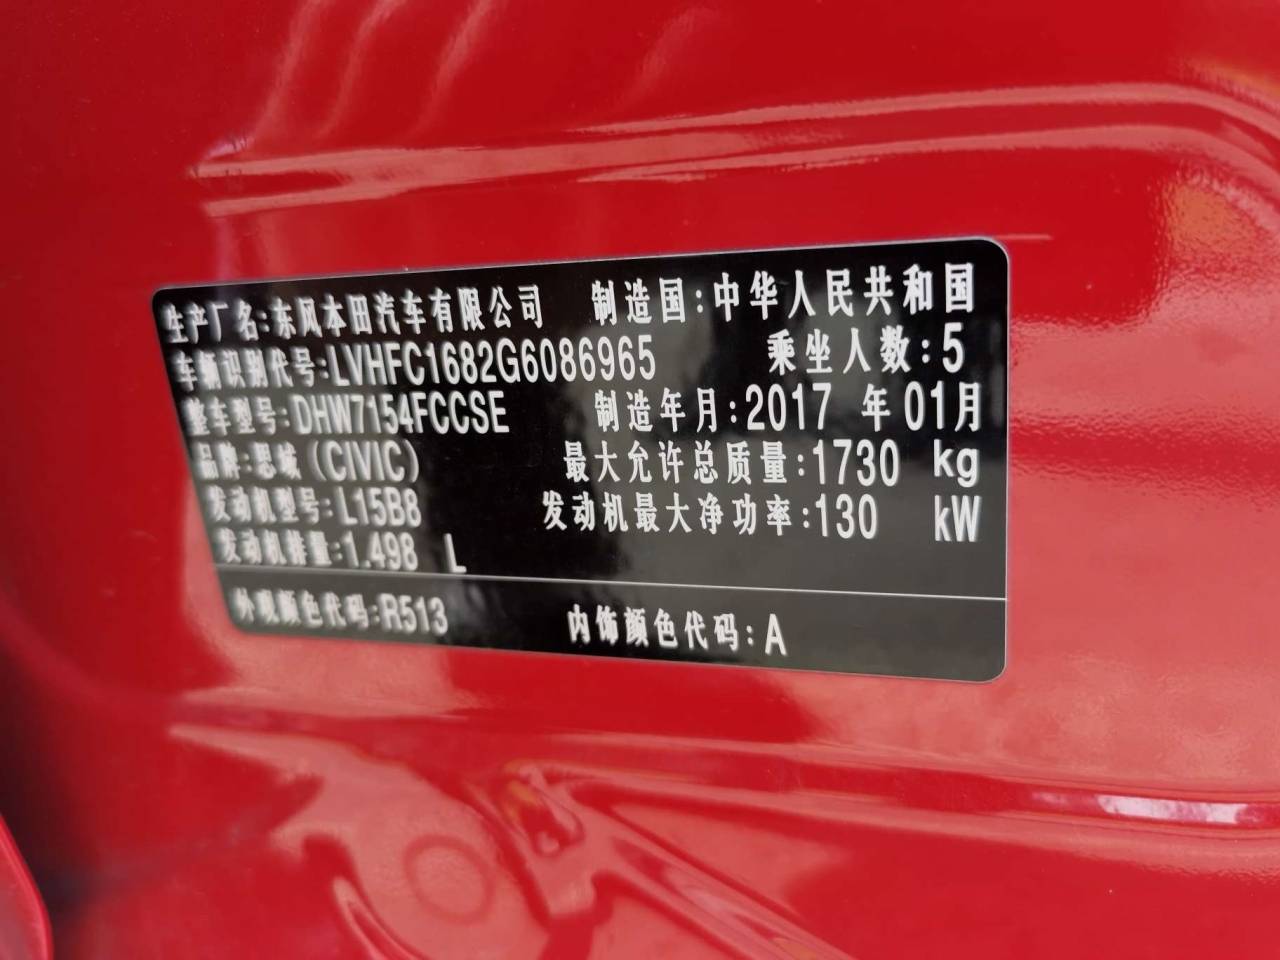 生产厂名:东风本田汽车有限公司 制造国:中华人民共和国
车辆识别代号:LVHFC1682G6086965 乘坐人数:5
整车型号:DHW7154FCCSE 制造年月:2017 年 01月
品牌:思域(CIVIC) 最大允许总质量:1730 kg
发动机型号:L15B8 发动机最大净功率:130 kW
发动机排量:1.498 L
外观颜色代码:R513 内饰颜色代码:A